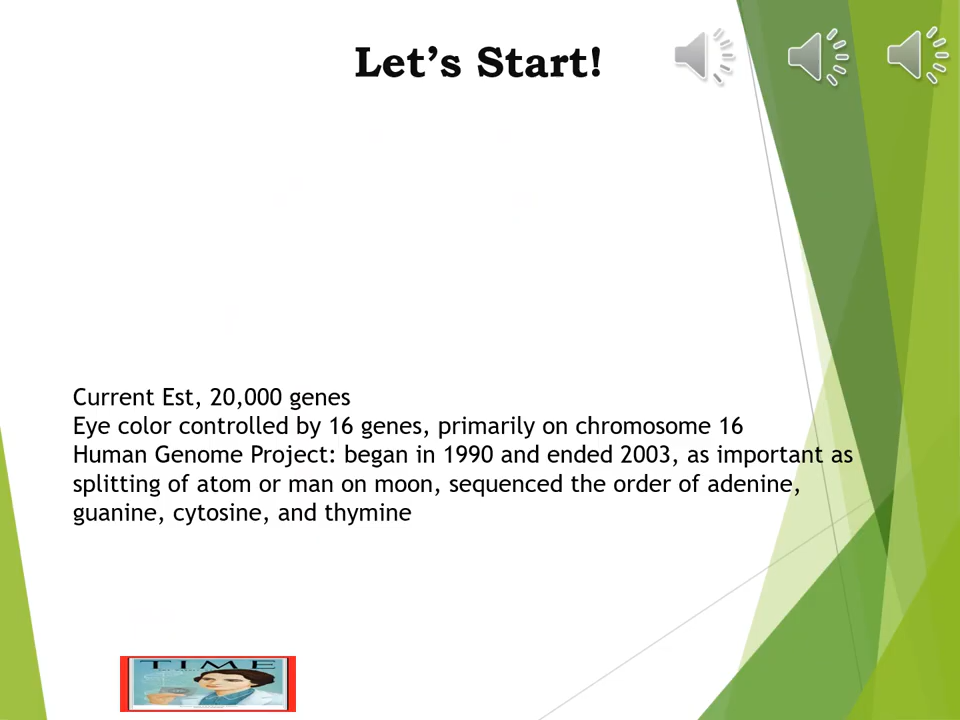 Let’s Start!
Current Est, 20,000 genes
Eye color controlled by 16 genes, primarily on chromosome 16
Human Genome Project: began in 1990 and ended 2003, as important as
splitting of atom or man on moon, sequenced the order of adenine,
guanine, cytosine, and thymine
TIME